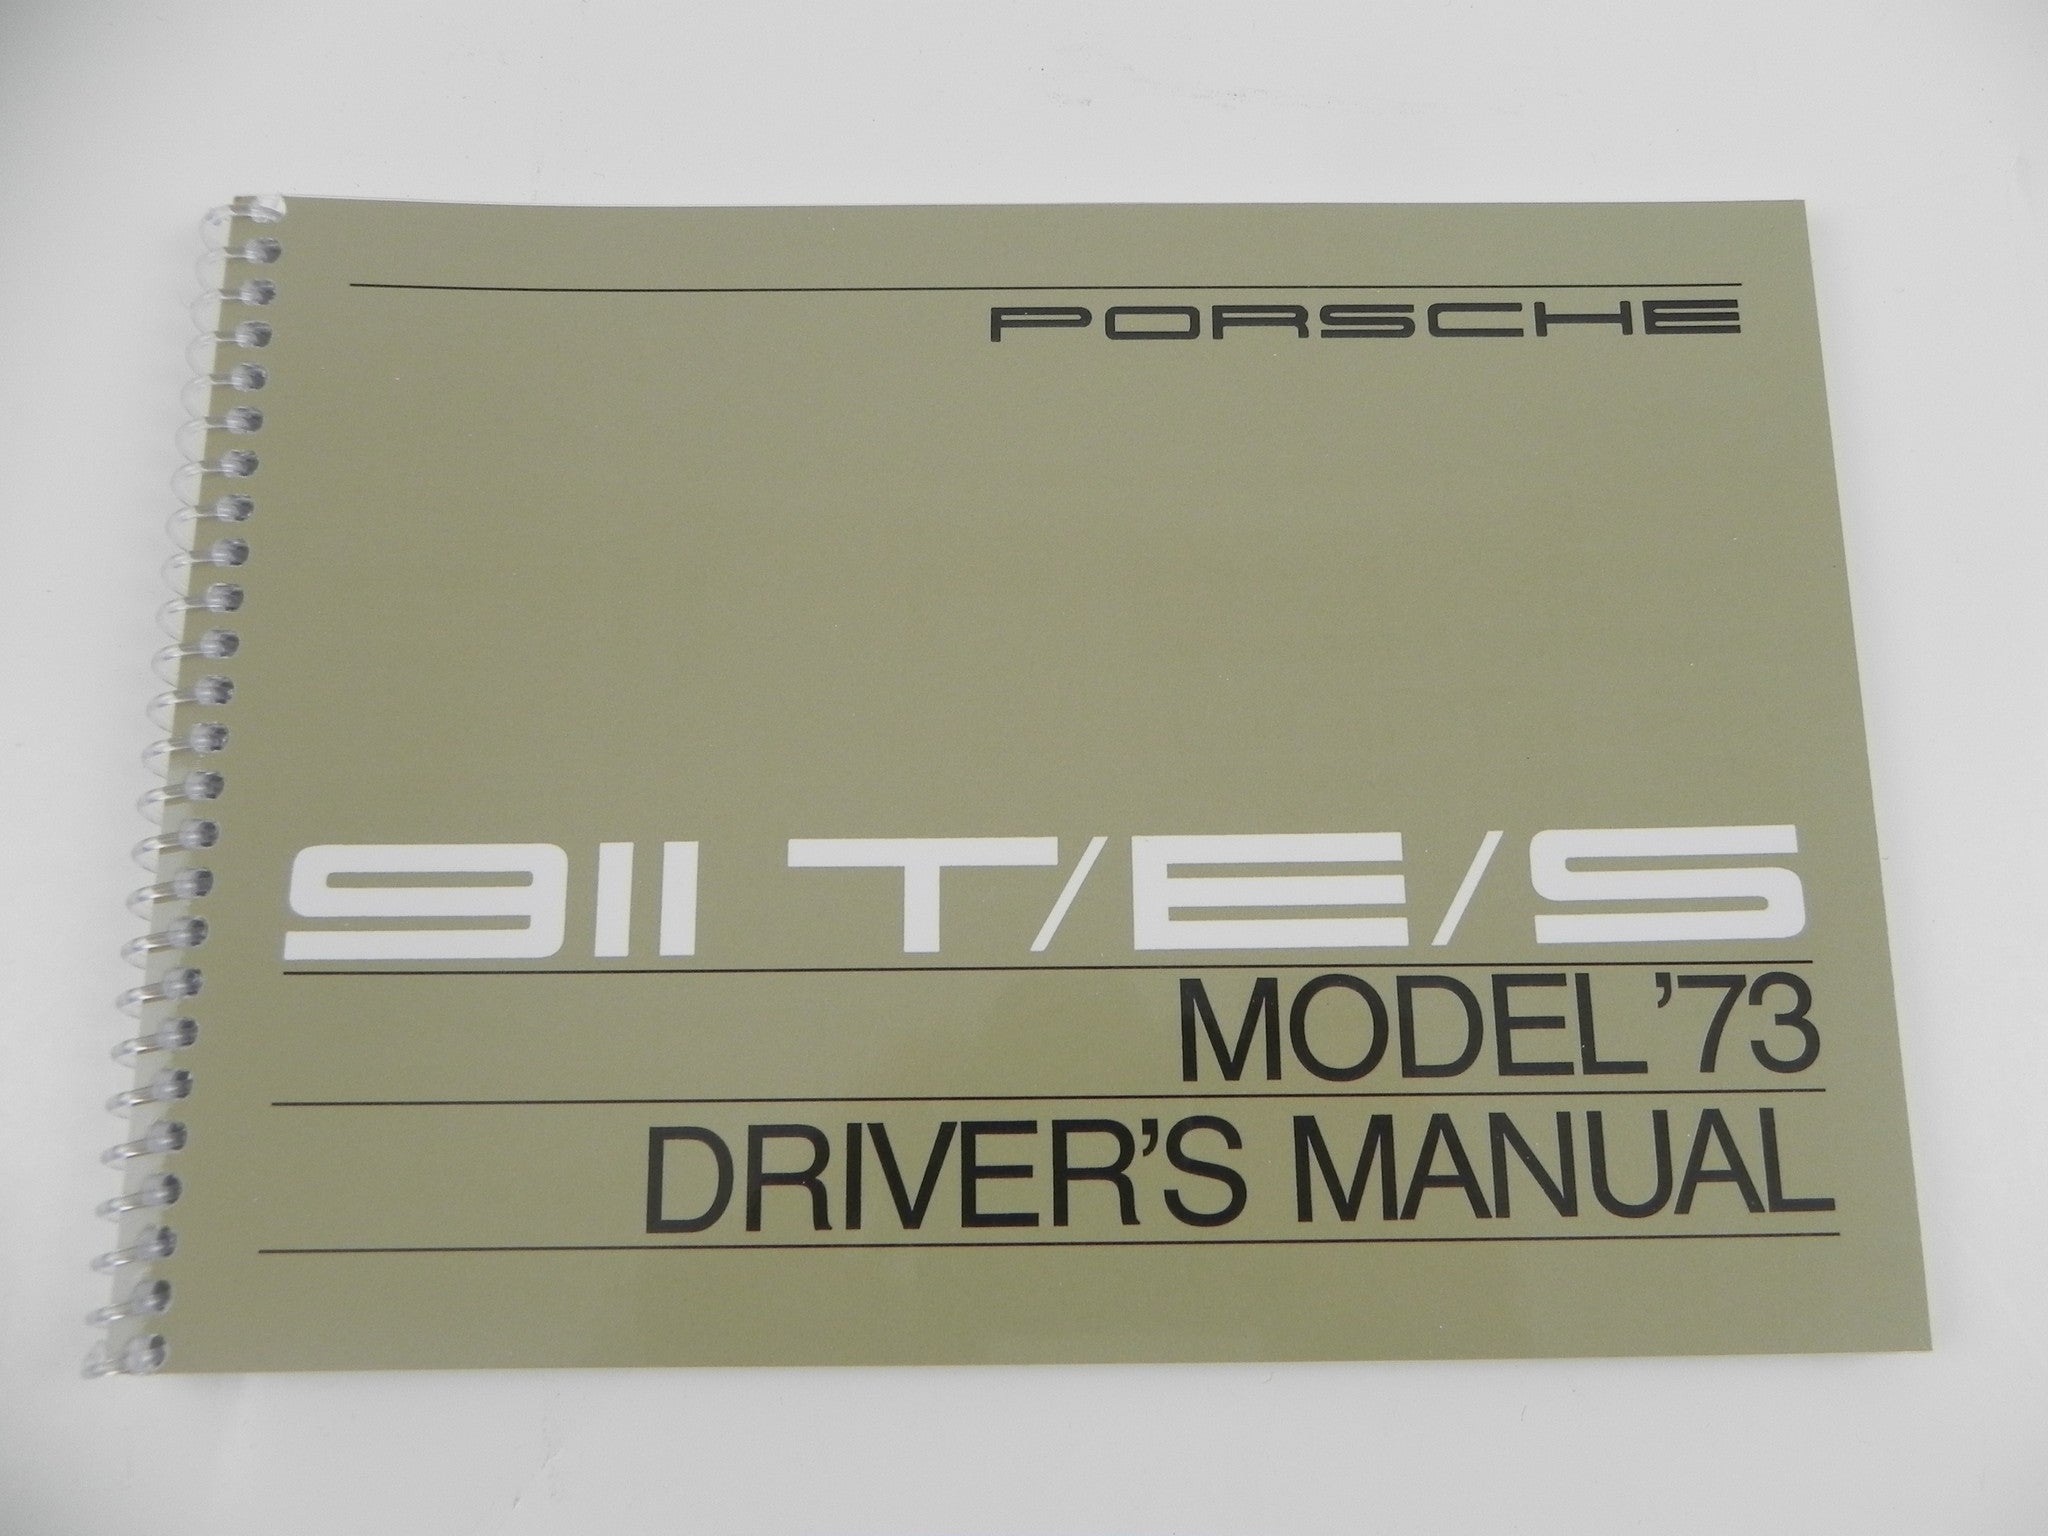 PORSCHE
911 T/E/S
MODEL '73
DRIVER'S MANUAL